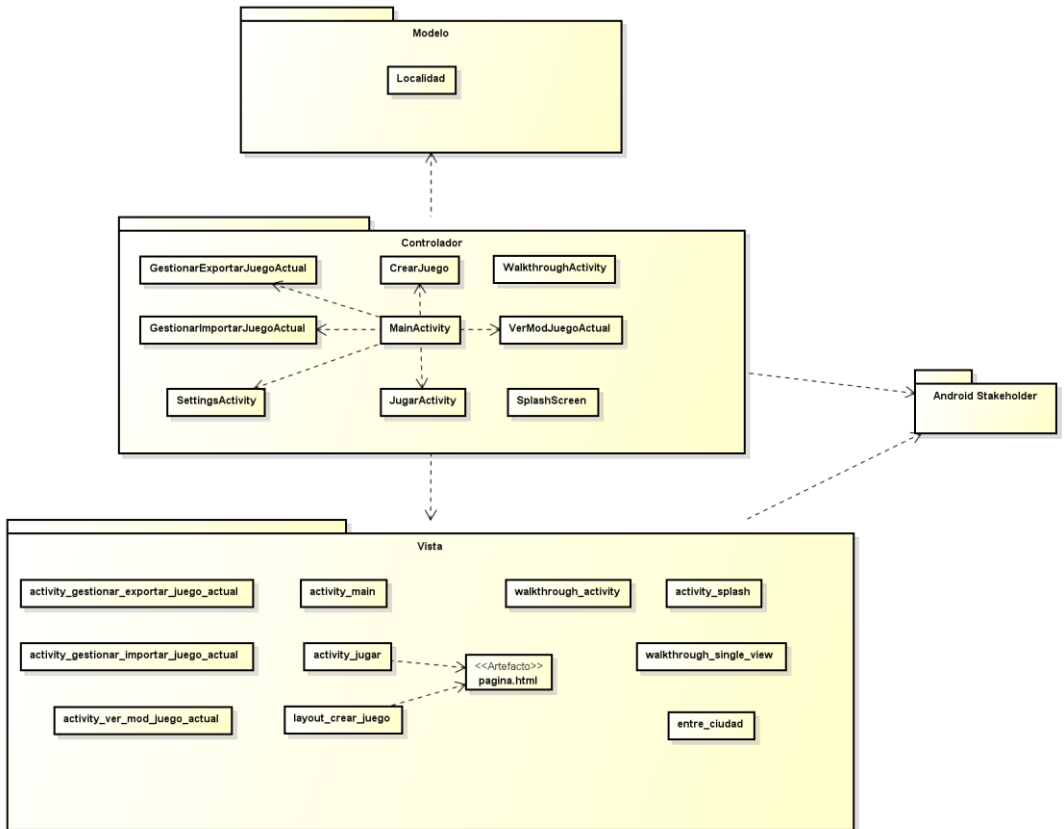 Modelo
Localidad
Controlador
GestionarExportarJuegoActual
CrearJuego
WalkthroughActivity
GestionarImportarJuegoActual
MainActivity
VerModJuegoActual
SettingsActivity
JugarActivity
SplashScreen
Android Stakeholder
Vista
activity_gestionar_exportar_juego_actual
activity_main
walkthrough_activity
activity_splash
activity_gestionar_importar_juego_actual
activity_jugar
<<Artefacto>>
pagina.html
walkthrough_single_view
activity_ver_mod_juego_actual
layout_crear_juego
entre_ciudad